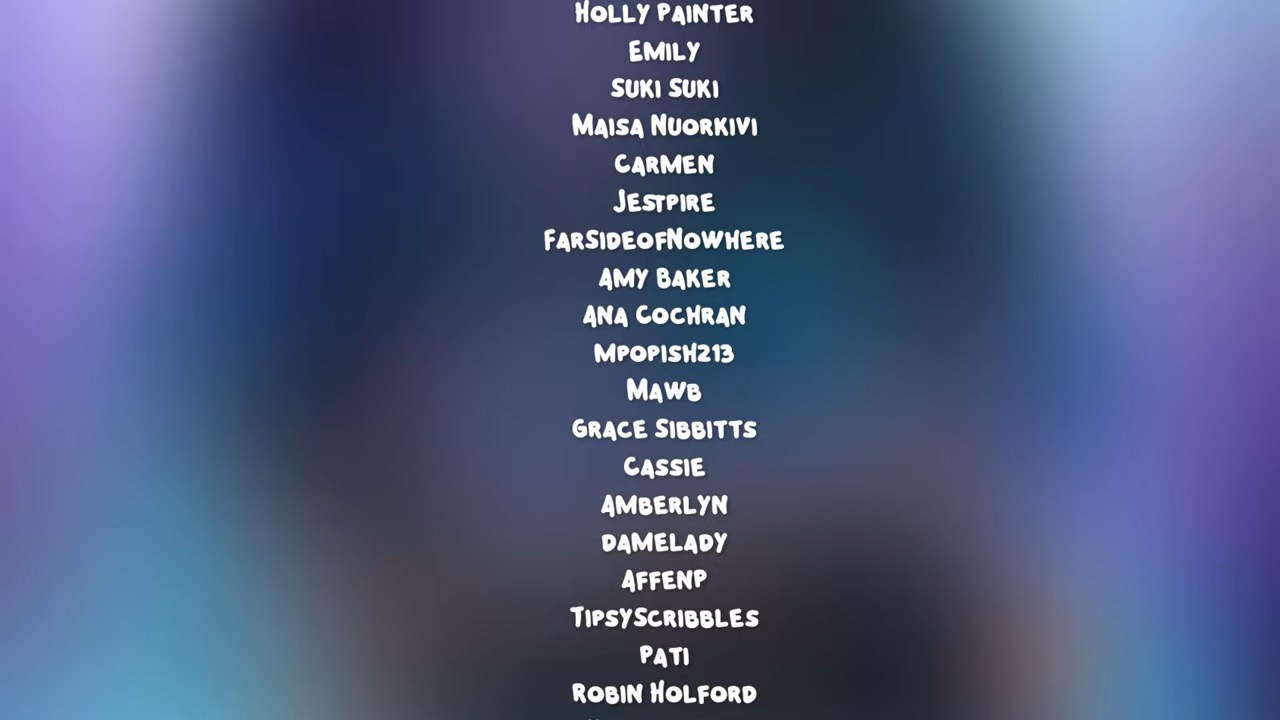 Holly Painter
Emily
Suki Suki
Maisa Nuorkivi
Carmen
Jestpire
FarSideofNowhere
Amy Baker
Ana Cochran
Mpopish213
Mawb
Grace Sibbitts
Cassie
Amberlyn
DameLady
Affenp
TipsyScribbles
Pati
Robin Holford